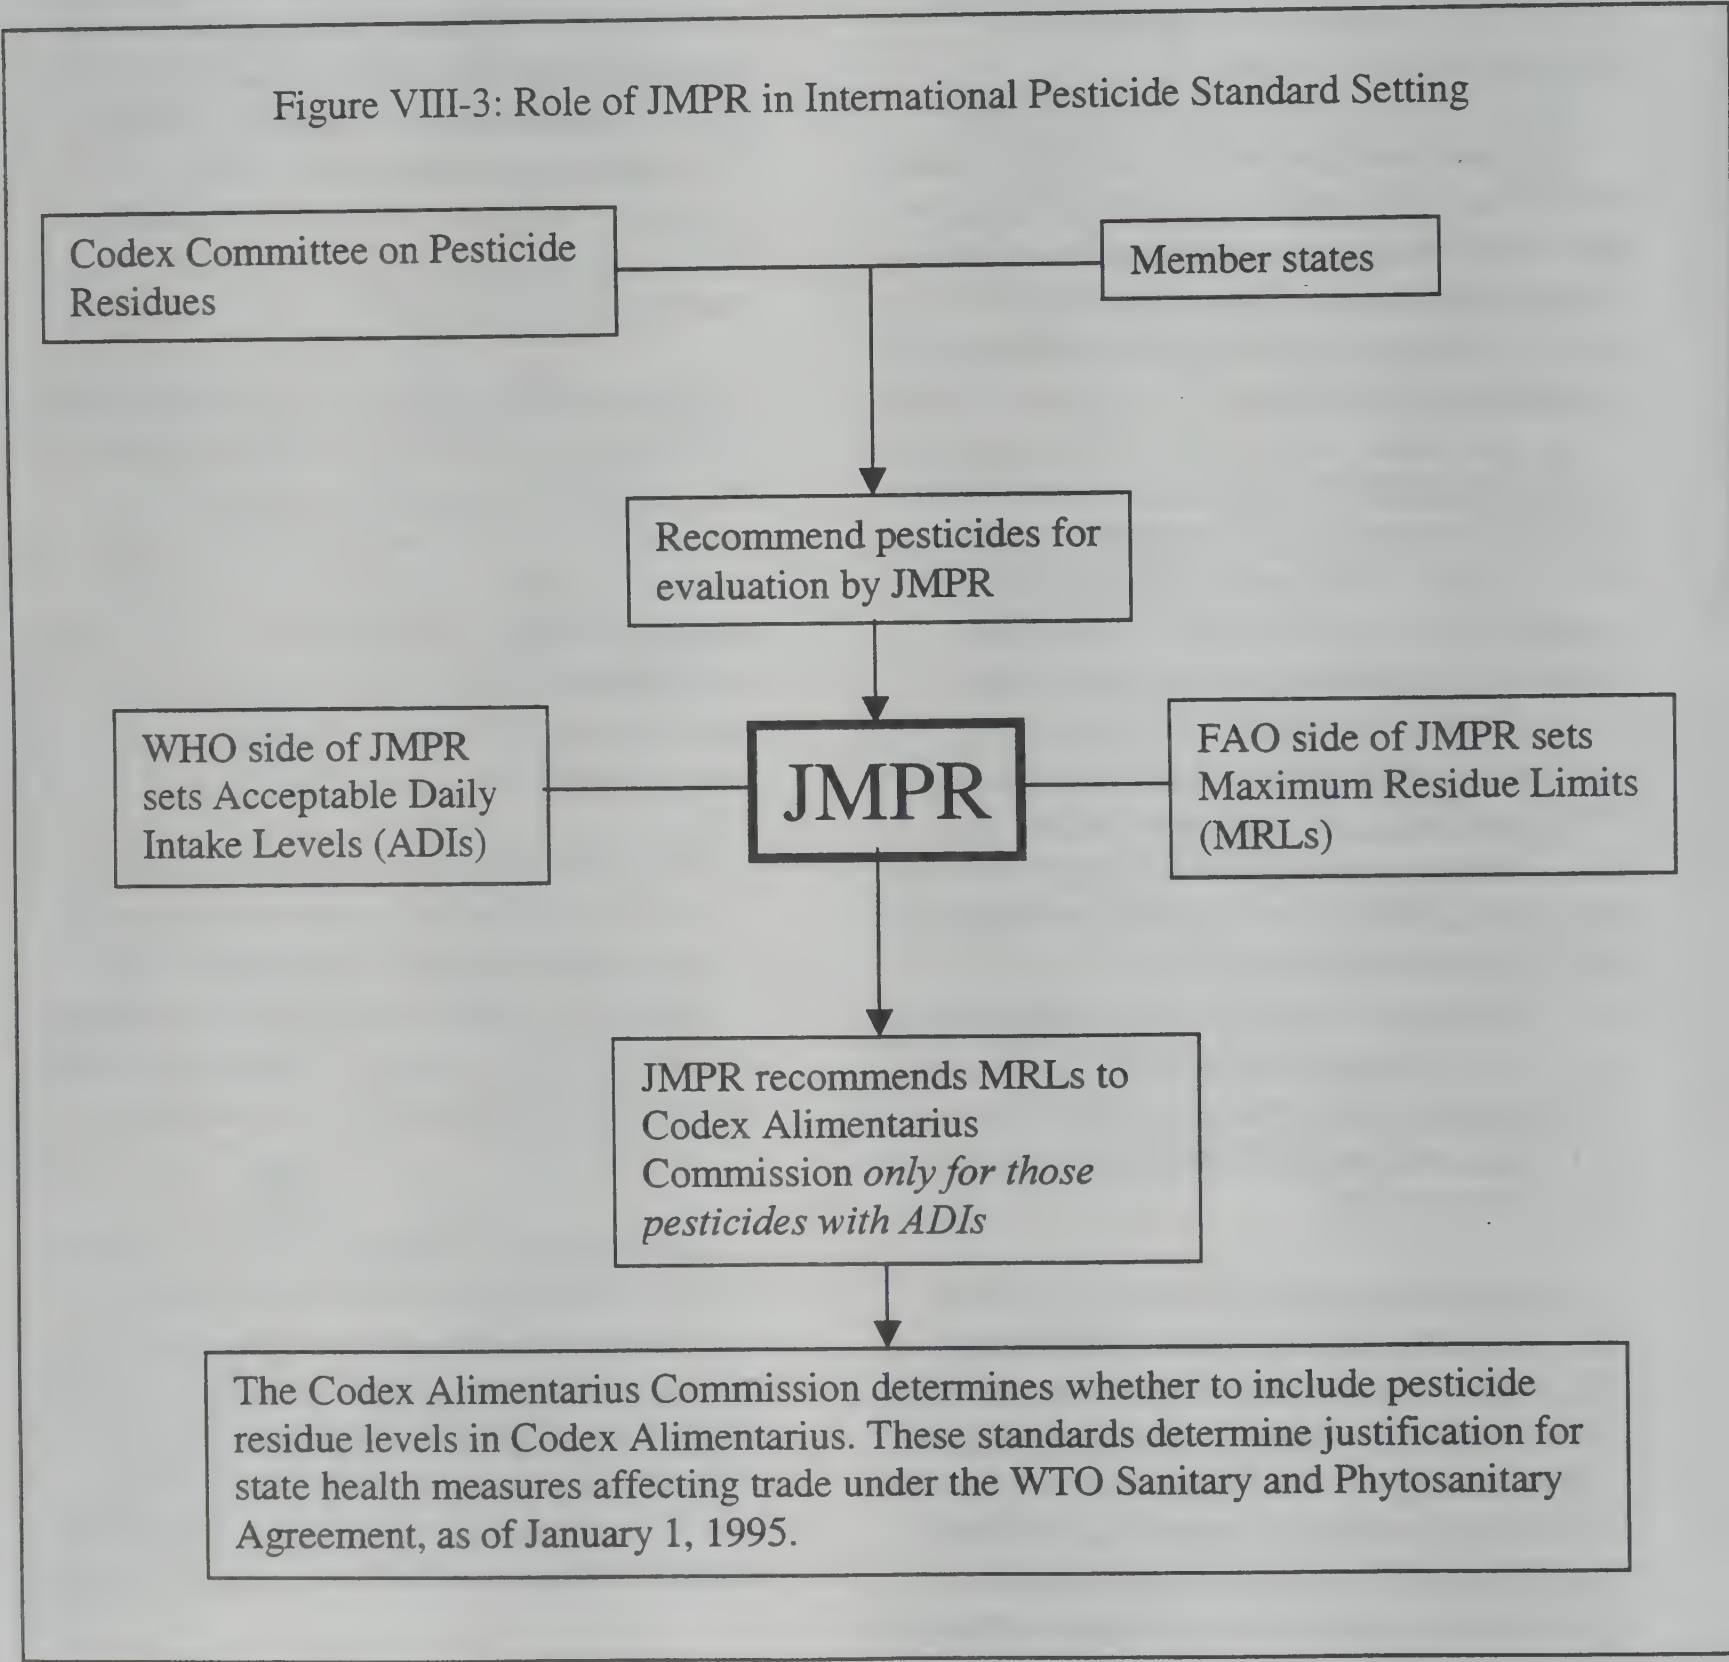 Figure VIII-3: Role of JMPR in International Pesticide Standard Setting
Codex Committee on Pesticide
Residues
Member states
Recommend pesticides for
evaluation by JMPR
WHO side of JMPR
sets Acceptable Daily
Intake Levels (ADIs)
JMPR
FAO side of JMPR sets
Maximum Residue Limits
(MRLs)
JMPR recommends MRLs to
Codex Alimentarius
Commission only for those
pesticides with ADIs
The Codex Alimentarius Commission determines whether to include pesticide
residue levels in Codex Alimentarius. These standards determine justification for
state health measures affecting trade under the WTO Sanitary and Phytosanitary
Agreement, as of January 1, 1995.